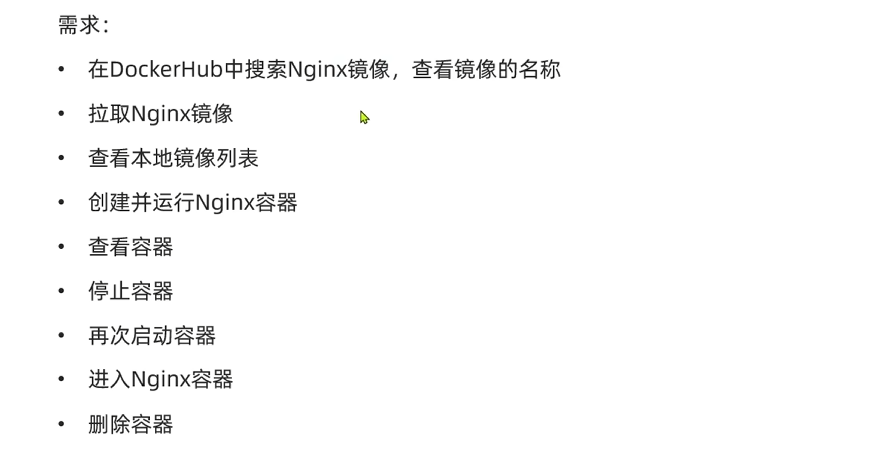 需求：
• 在DockerHub中搜索Nginx镜像，查看镜像的名称
• 拉取Nginx镜像
• 查看本地镜像列表
• 创建并运行Nginx容器
• 查看容器
• 停止容器
• 再次启动容器
• 进入Nginx容器
• 删除容器